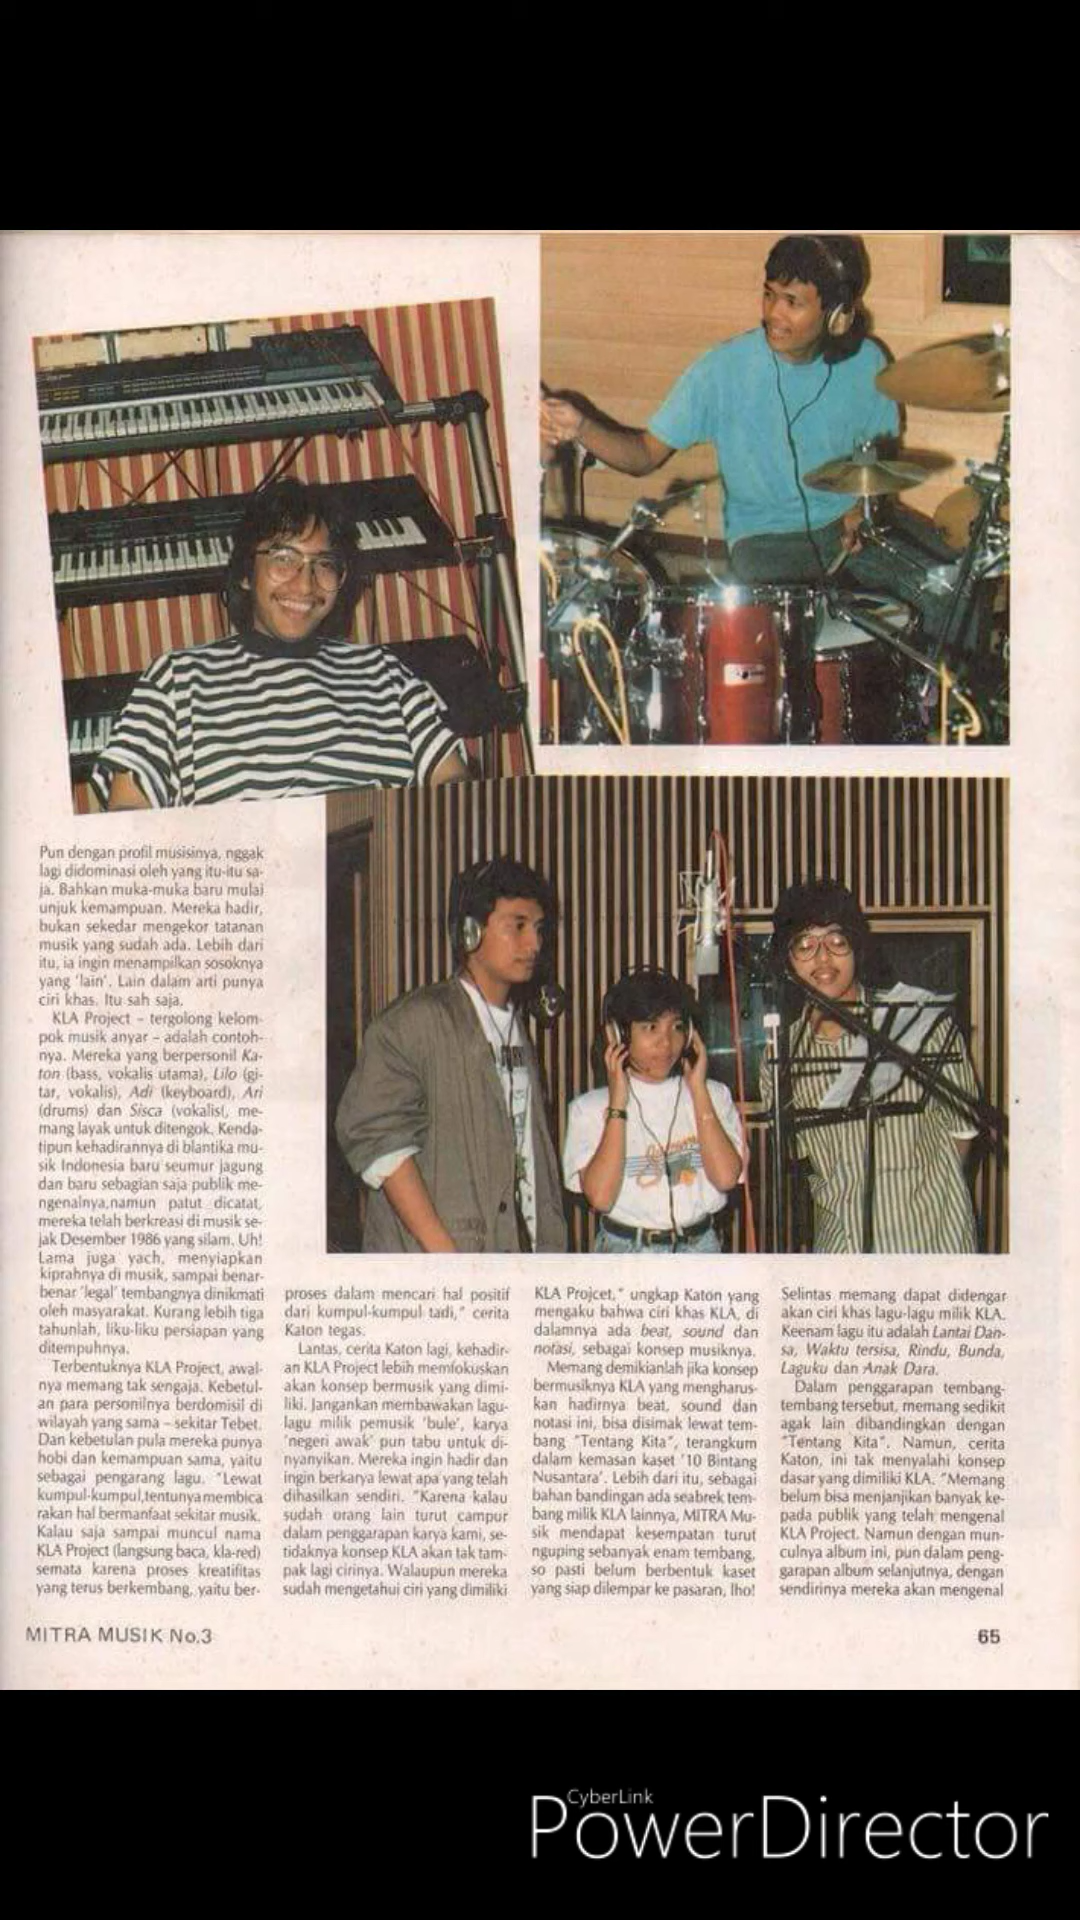 Pun dengan profil musisinya, nggak
lagi didominasi oleh yang itu-itu sa-
ja. Bahkan muka-muka baru mulai
unjuk kemampuan. Mereka hadir,
bukan sekedar mengekor tatanan
musik yang sudah ada. Lebih dari
itu, ia ingin menampilkan sosoknya
yang 'lain'. Lain dalam arti punya
ciri khas. Itu sah saja.
KLA Project – tergolong kelom-
pok musik anyar – adalah contoh-
nya. Mereka yang berpersonil Ka-
ton (bass, vokalis utama), Lilo (gi-
tar, vokalis), Adi (keyboard), Ari
(drums) dan Sisca (vokalis(, me-
mang layak untuk ditengok. Kenda-
tipun kehadirannya di blantika mu-
sik Indonesia baru seumur jagung
dan baru sebagian saja publik me-
ngenalnya,namun patut dicatat,
mereka telah berkreasi di musik se-
jak Desember 1986 yang silam. Uh!
Lama juga yach, menyiapkan
kiprahnya di musik, sampai benar-
benar 'legal' tembangnya dinikmati
oleh masyarakat. Kurang lebih tiga
tahunlah, liku-liku persiapan yang
ditempuhnya.
Terbentuknya KLA Project, awal-
nya memang tak sengaja. Kebetul-
an para personilnya berdomisil di
wilayah yang sama – sekitar Tebet.
Dan kebetulan pula mereka punya
hobi dan kemampuan sama, yaitu
sebagai pengarang lagu. "Lewat
kumpul-kumpul,tentunya membica
rakan hal bermanfaat sekitar musik.
Kalau saja sampai muncul nama
KLA Project (langsung baca, kla-red)
semata karena proses kreatifitas
yang terus berkembang, yaitu ber-
proses dalam mencari hal positif
dari kumpul-kumpul tadi," cerita
Katon tegas.
Lantas, cerita Katon lagi, kehadir-
an KLA Project lebih memfokuskan
akan konsep bermusik yang dimi-
liki. Jangankan membawakan lagu-
lagu milik pemusik 'bule', karya
'negeri awak' pun tabu untuk di-
nyanyikan. Mereka ingin hadir dan
ingin berkarya lewat apa yang telah
dihasilkan sendiri. "Karena kalau
sudah orang lain turut campur
dalam penggarapan karya kami, se-
tidaknya konsep KLA akan tak tam-
pak lagi cirinya. Walaupun mereka
sudah mengetahui ciri yang dimiliki
KLA Projcet," ungkap Katon yang
mengaku bahwa ciri khas KLA, di
dalamnya ada beat, sound dan
notasi, sebagai konsep musiknya.
Memang demikianlah jika konsep
bermusiknya KLA yang mengharus-
kan hadirnya beat, sound dan
notasi ini, bisa disimak lewat tem-
bang "Tentang Kita", terangkum
dalam kemasan kaset '10 Bintang
Nusantara'. Lebih dari itu, sebagai
bahan bandingan ada seabrek tem-
bang milik KLA lainnya, MITRA Mu-
sik mendapat kesempatan turut
nguping sebanyak enam tembang,
so pasti belum berbentuk kaset
yang siap dilempar ke pasaran, lho!
Selintas memang dapat didengar
akan ciri khas lagu-lagu milik KLA.
Keenam lagu itu adalah Lantai Dan-
sa, Waktu tersisa, Rindu, Bunda,
Laguku dan Anak Dara.
Dalam penggarapan tembang-
tembang tersebut, memang sedikit
agak lain dibandingkan dengan
"Tentang Kita". Namun, cerita
Katon, ini tak menyalahi konsep
dasar yang dimiliki KLA. "Memang
belum bisa menjanjikan banyak ke-
pada publik yang telah mengenal
KLA Project. Namun dengan mun-
culnya album ini, pun dalam peng-
garapan album selanjutnya, dengan
sendirinya mereka akan mengenal
MITRA MUSIK No.3
65
CyberLink
PowerDirector